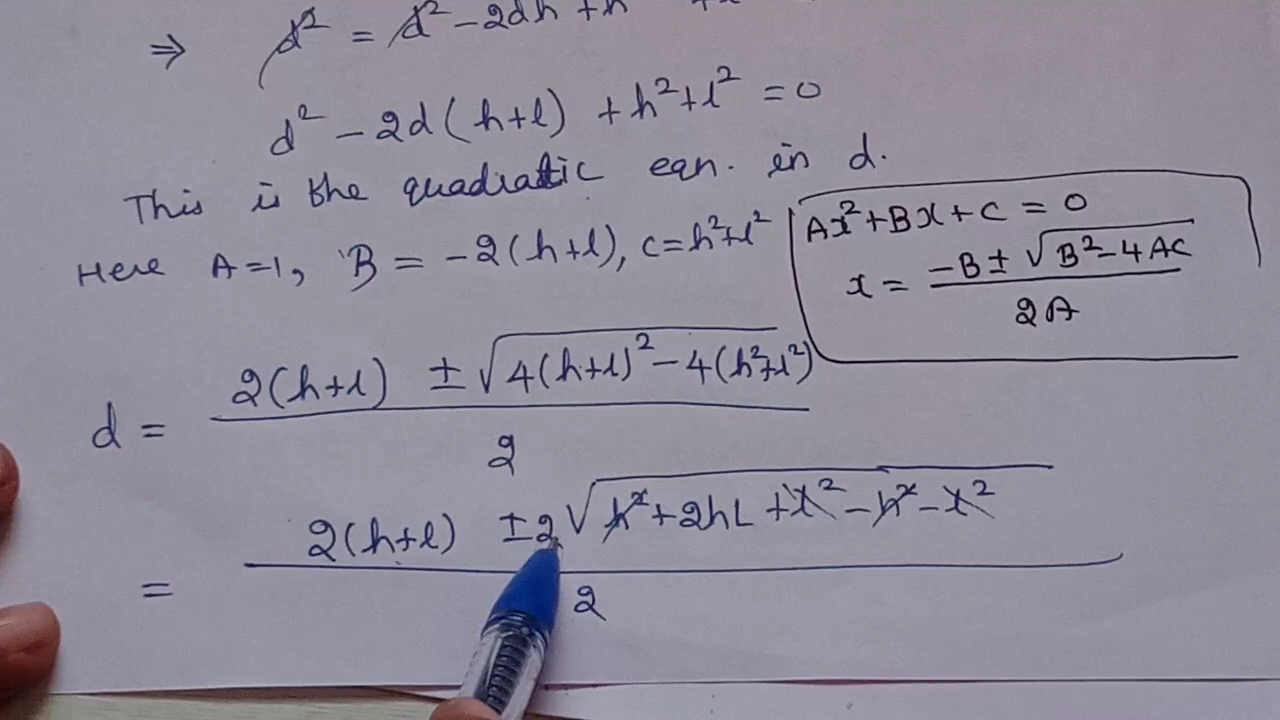 ⇒ d² = d² - 2dh + h
d² - 2d(h+l) + h²+l² = 0
This is the quadratic eqn. in d.
Here A=1, B = -2(h+l), C=h²+l²
Ax²+Bx+C = 0
x = (-B ± √(B²-4AC)) / 2A
d = (2(h+l) ± √(4(h+l)² - 4(h²+l²))) / 2
= (2(h+l) ± 2√(h²+2hL+l²-h²-l²)) / 2